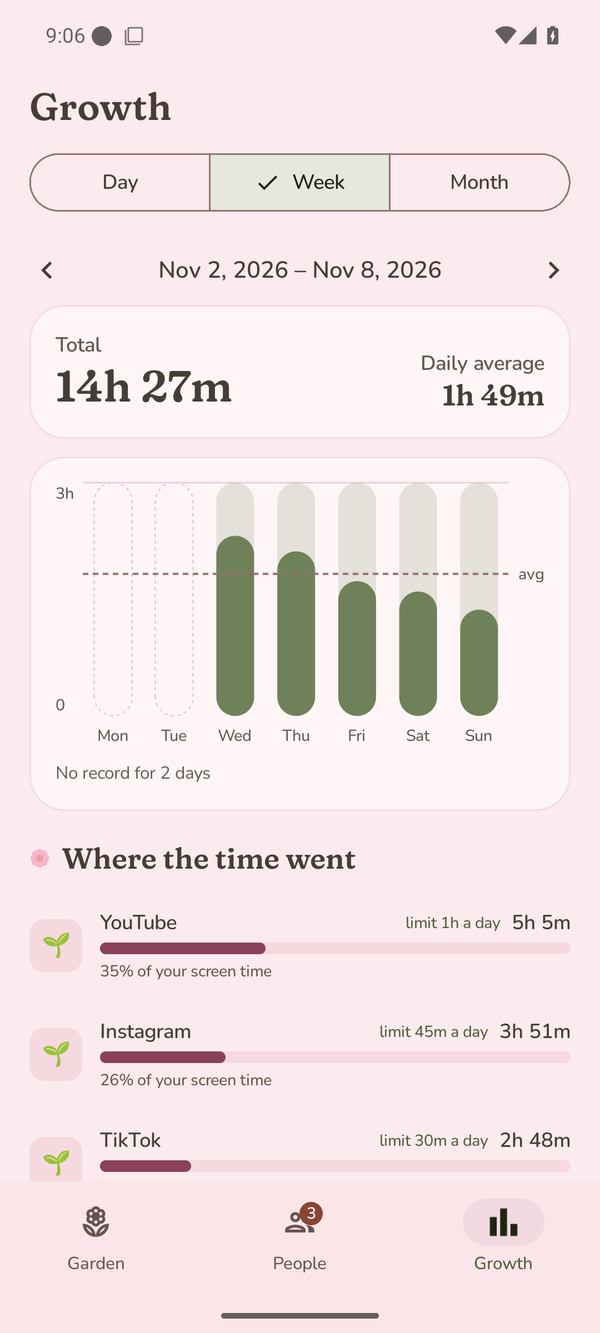 9:06
Growth
Day
Week
Month
Nov 2, 2026 – Nov 8, 2026
Total
14h 27m
Daily average
1h 49m
3h
avg
0
Mon Tue Wed Thu Fri Sat Sun
No record for 2 days
Where the time went
YouTube limit 1h a day 5h 5m
35% of your screen time
Instagram limit 45m a day 3h 51m
26% of your screen time
TikTok limit 30m a day 2h 48m
3
Garden People Growth